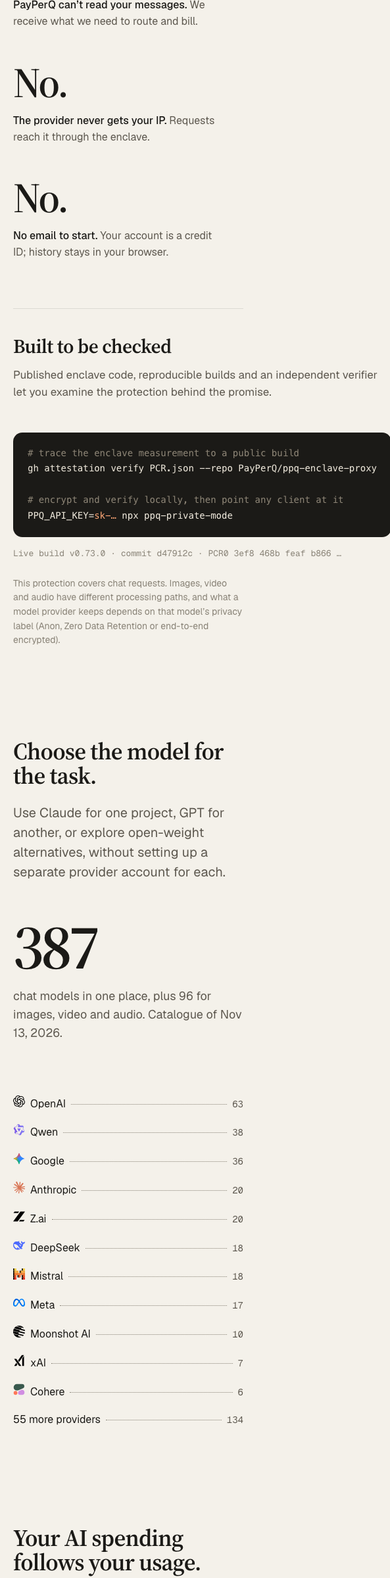 PayPerQ can't read your messages. We
receive what we need to route and bill.
No.
The provider never gets your IP. Requests
reach it through the enclave.
No.
No email to start. Your account is a credit
ID; history stays in your browser.
Built to be checked
Published enclave code, reproducible builds and an independent verifier
let you examine the protection behind the promise.
# trace the enclave measurement to a public build
gh attestation verify PCR.json --repo PayPerQ/ppq-enclave-proxy
# encrypt and verify locally, then point any client at it
PPQ_API_KEY=sk-… npx ppq-private-mode
Live build v0.73.0 · commit d47912c · PCR0 3ef8 468b feaf b866 …
This protection covers chat requests. Images, video
and audio have different processing paths, and what a
model provider keeps depends on that model's privacy
label (Anon, Zero Data Retention or end-to-end
encrypted).
Choose the model for
the task.
Use Claude for one project, GPT for
another, or explore open-weight
alternatives, without setting up a
separate provider account for each.
387
chat models in one place, plus 96 for
images, video and audio. Catalogue of Nov
13, 2026.
OpenAI 63
Qwen 38
Google 36
Anthropic 20
Z.ai 20
DeepSeek 18
Mistral 18
Meta 17
Moonshot AI 10
xAI 7
Cohere 6
55 more providers 134
Your AI spending
follows your usage.